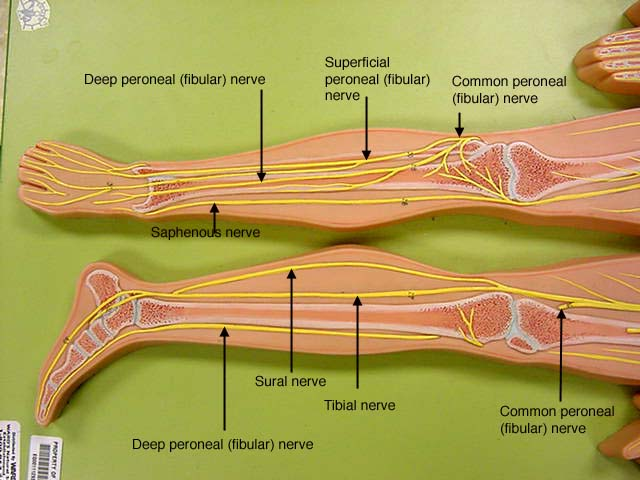 Superficial
peroneal (fibular)
nerve
Deep peroneal (fibular) nerve
Common peroneal
(fibular) nerve
Saphenous nerve
Sural nerve
Tibial nerve
Common peroneal
(fibular) nerve
Deep peroneal (fibular) nerve
PROPERTY OF